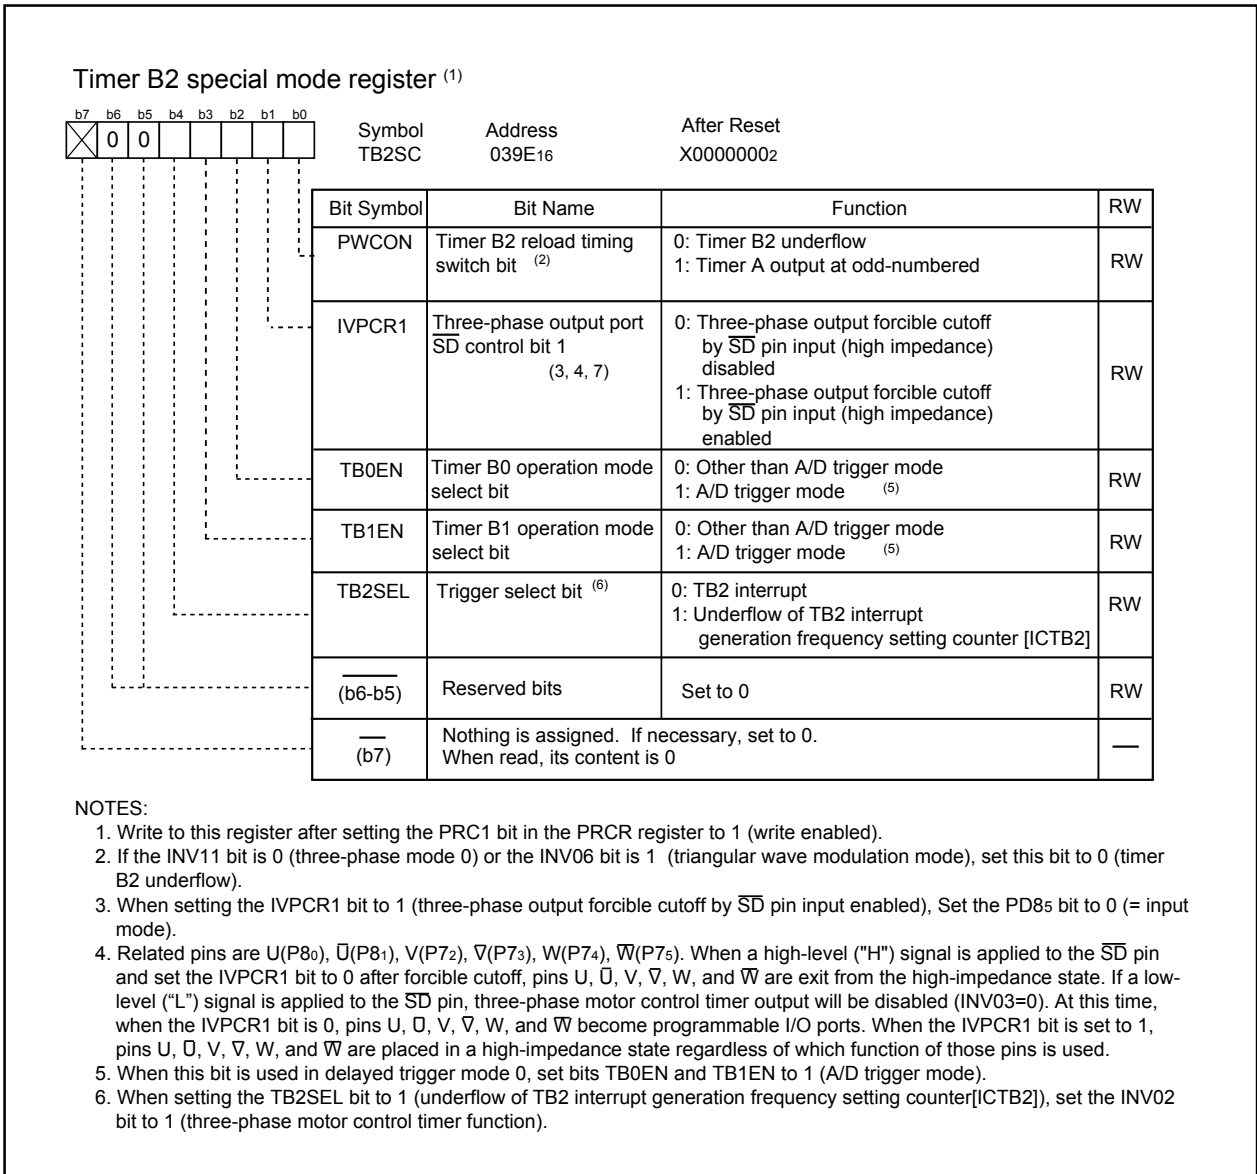 Timer B2 special mode register (1)
b7 b6 b5 b4 b3 b2 b1 b0
0 0
Symbol Address After Reset
TB2SC 039E16 X00000002
Bit Symbol Bit Name Function RW
PWCON Timer B2 reload timing switch bit (2) 0: Timer B2 underflow
1: Timer A output at odd-numbered
RW
IVPCR1 Three-phase output port
S̅D̅ control bit 1
(3, 4, 7)
0: Three-phase output forcible cutoff
by S̅D̅ pin input (high impedance)
disabled
1: Three-phase output forcible cutoff
by S̅D̅ pin input (high impedance)
enabled
RW
TB0EN Timer B0 operation mode
select bit
0: Other than A/D trigger mode
1: A/D trigger mode (5)
RW
TB1EN Timer B1 operation mode
select bit
0: Other than A/D trigger mode
1: A/D trigger mode (5)
RW
TB2SEL Trigger select bit (6)
0: TB2 interrupt
1: Underflow of TB2 interrupt
generation frequency setting counter [ICTB2]
RW
(b6-b5) Reserved bits Set to 0 RW
(b7) Nothing is assigned. If necessary, set to 0.
When read, its content is 0
—
NOTES:
1. Write to this register after setting the PRC1 bit in the PRCR register to 1 (write enabled).
2. If the INV11 bit is 0 (three-phase mode 0) or the INV06 bit is 1 (triangular wave modulation mode), set this bit to 0 (timer
B2 underflow).
3. When setting the IVPCR1 bit to 1 (three-phase output forcible cutoff by S̅D̅ pin input enabled), Set the PD85 bit to 0 (= input
mode).
4. Related pins are U(P80), U̅(P81), V(P72), V̅(P73), W(P74), W̅(P75). When a high-level ("H") signal is applied to the S̅D̅ pin
and set the IVPCR1 bit to 0 after forcible cutoff, pins U, U̅, V, V̅, W, and W̅ are exit from the high-impedance state. If a low-
level (“L”) signal is applied to the S̅D̅ pin, three-phase motor control timer output will be disabled (INV03=0). At this time,
when the IVPCR1 bit is 0, pins U, U̅, V, V̅, W, and W̅ become programmable I/O ports. When the IVPCR1 bit is set to 1,
pins U, U̅, V, V̅, W, and W̅ are placed in a high-impedance state regardless of which function of those pins is used.
5. When this bit is used in delayed trigger mode 0, set bits TB0EN and TB1EN to 1 (A/D trigger mode).
6. When setting the TB2SEL bit to 1 (underflow of TB2 interrupt generation frequency setting counter[ICTB2]), set the INV02
bit to 1 (three-phase motor control timer function).